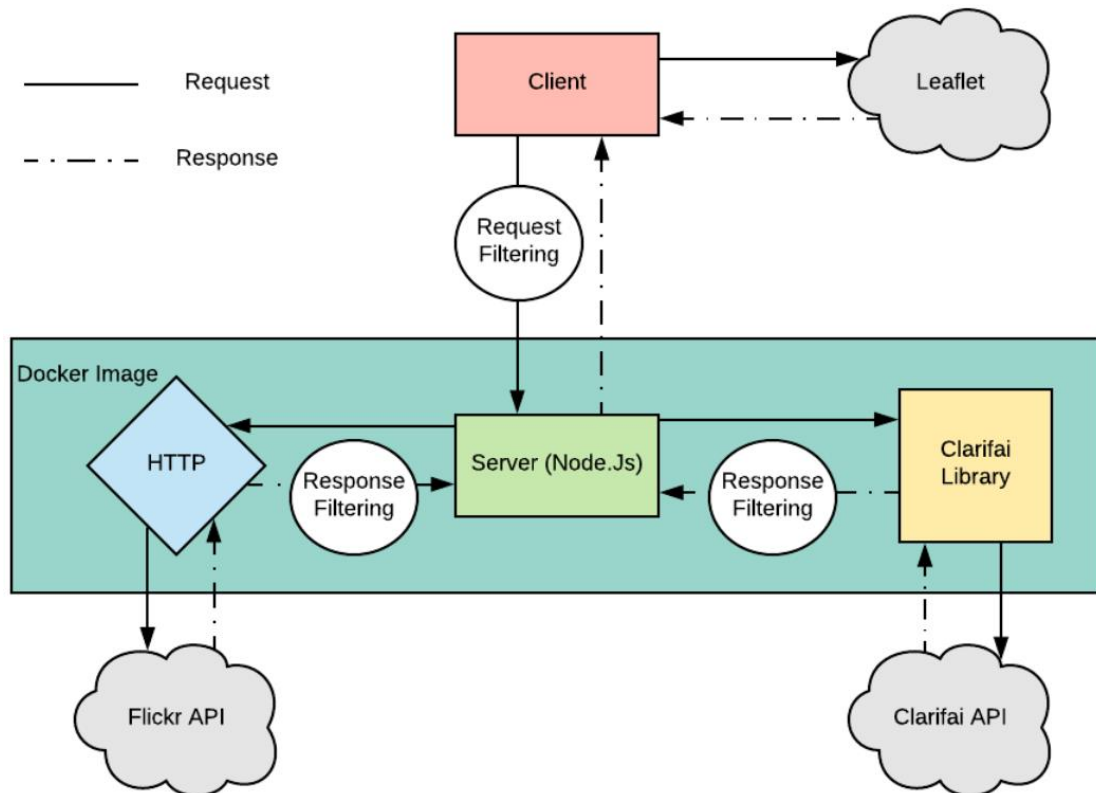 Request
Response
Client
Leaflet
Request
Filtering
Docker Image
HTTP
Response
Filtering
Server (Node.Js)
Response
Filtering
Clarifai
Library
Flickr API
Clarifai API